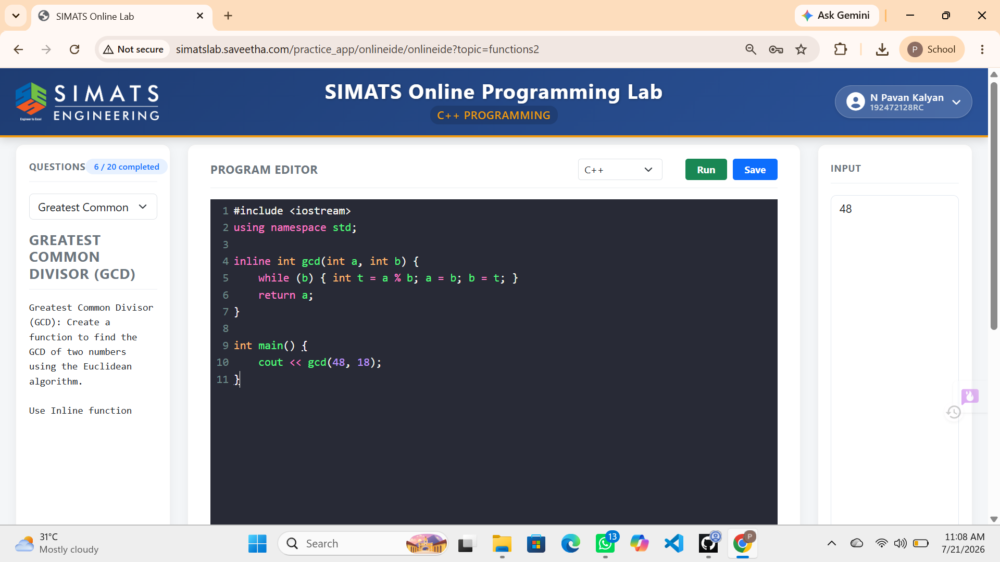 SIMATS Online Lab
Ask Gemini
Not secure
simatslab.saveetha.com/practice_app/onlineide/onlineide?topic=functions2
P
School
SIMATS
ENGINEERING
Engineer to Excel
SIMATS Online Programming Lab
C++ PROGRAMMING
N Pavan Kalyan
192472128RC
QUESTIONS
6 / 20 completed
Greatest Common
GREATEST
COMMON
DIVISOR (GCD)
Greatest Common Divisor
(GCD): Create a
function to find the
GCD of two numbers
using the Euclidean
algorithm.
Use Inline function
PROGRAM EDITOR
C++
Run
Save
1 #include <iostream>
2 using namespace std;
3
4 inline int gcd(int a, int b) {
5     while (b) { int t = a % b; a = b; b = t; }
6     return a;
7 }
8
9 int main() {
10     cout << gcd(48, 18);
11 }
INPUT
48
31°C
Mostly cloudy
Search
13
P
11:08 AM
7/21/2026